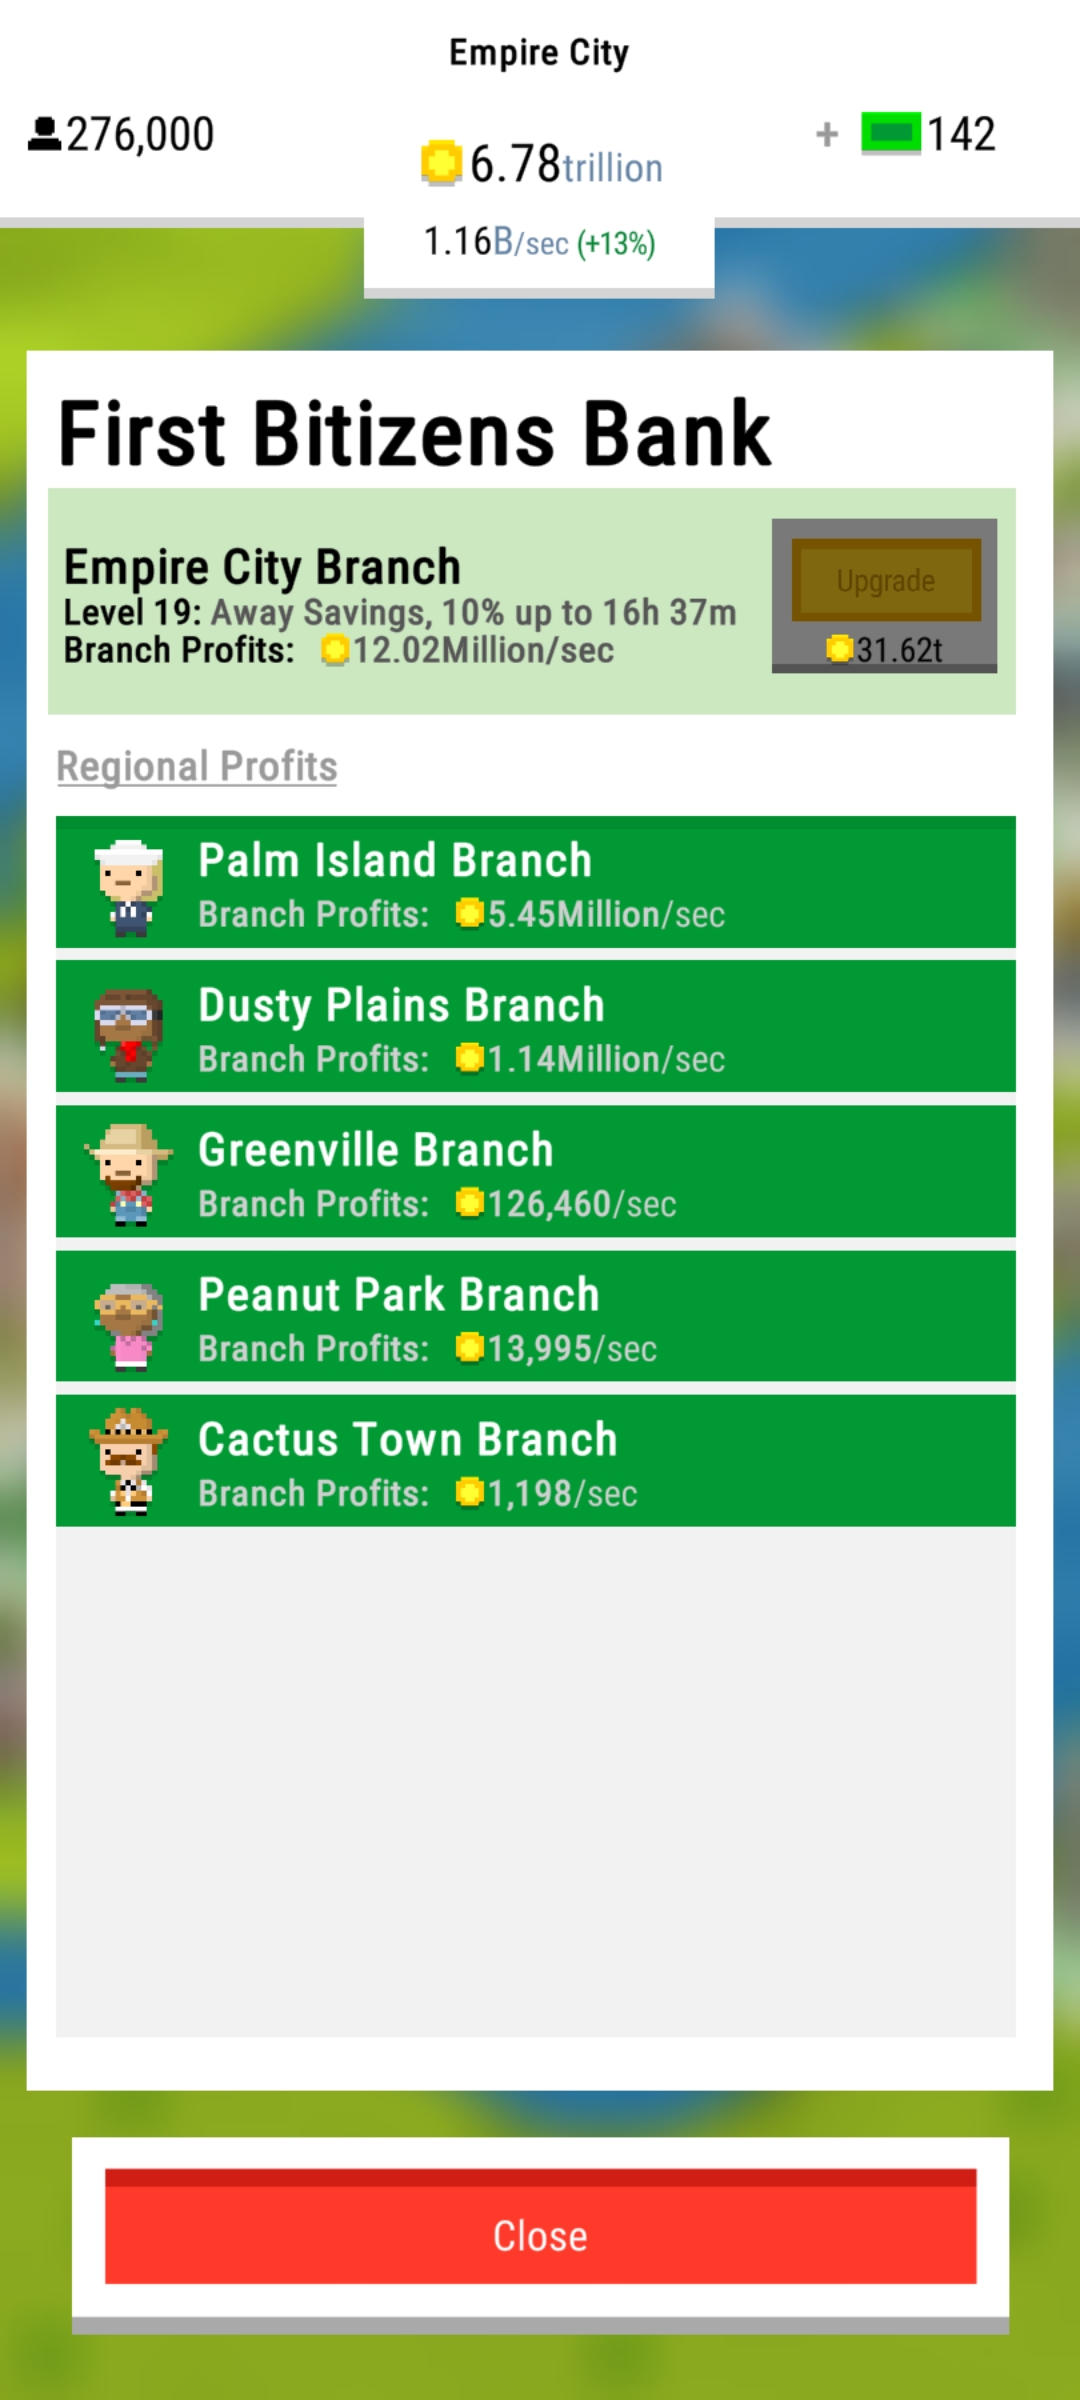 Empire City
276,000
6.78trillion
+ 142
1.16B/sec (+13%)
First Bitizens Bank
Empire City Branch
Level 19: Away Savings, 10% up to 16h 37m
Branch Profits: 12.02Million/sec
Upgrade
31.62t
Regional Profits
Palm Island Branch
Branch Profits: 5.45Million/sec
Dusty Plains Branch
Branch Profits: 1.14Million/sec
Greenville Branch
Branch Profits: 126,460/sec
Peanut Park Branch
Branch Profits: 13,995/sec
Cactus Town Branch
Branch Profits: 1,198/sec
Close